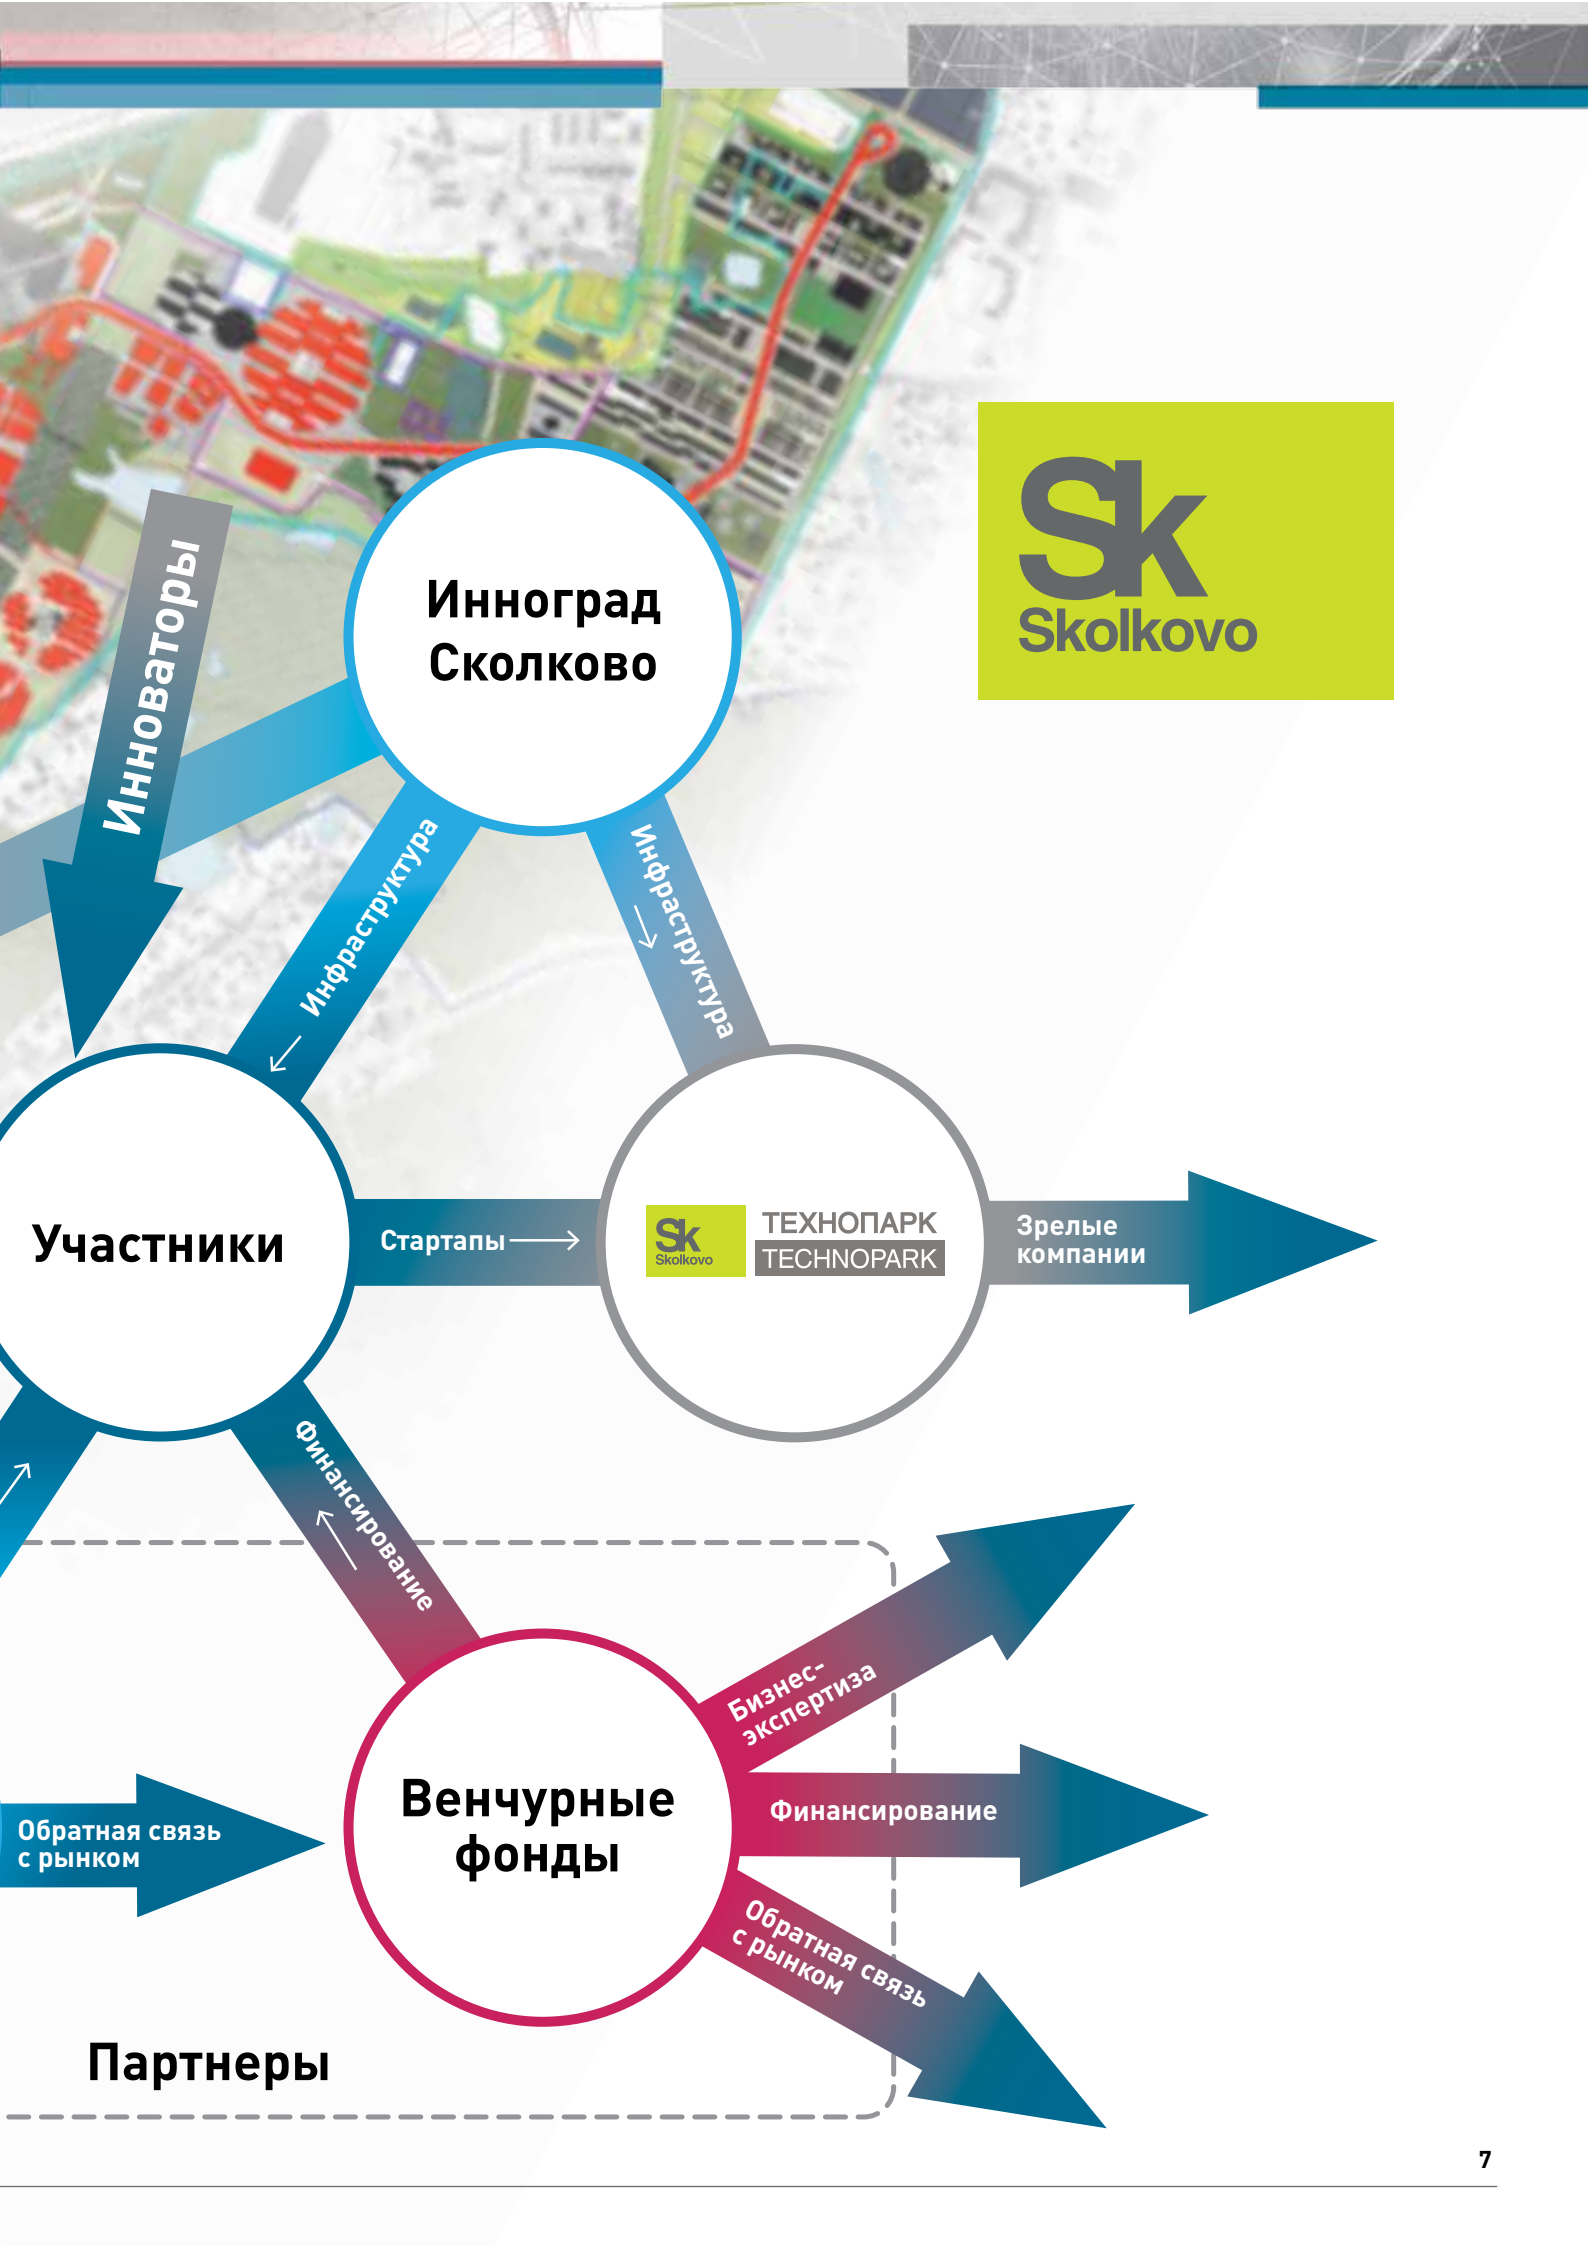 Sk
Skolkovo
Инноград
Сколково
Инноваторы
Инфраструктура
Инфраструктура
Участники
Стартапы
Sk
Skolkovo
ТЕХНОПАРК
TECHNOPARK
Зрелые
компании
Финансирование
Бизнес-
экспертиза
Венчурные
фонды
Финансирование
Обратная связь
с рынком
Обратная связь
с рынком
Партнеры
7